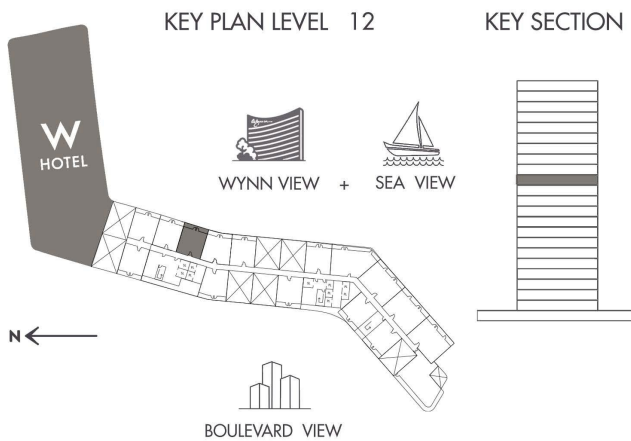 KEY PLAN LEVEL 12
KEY SECTION
W
HOTEL
WYNN VIEW + SEA VIEW
N
BOULEVARD VIEW